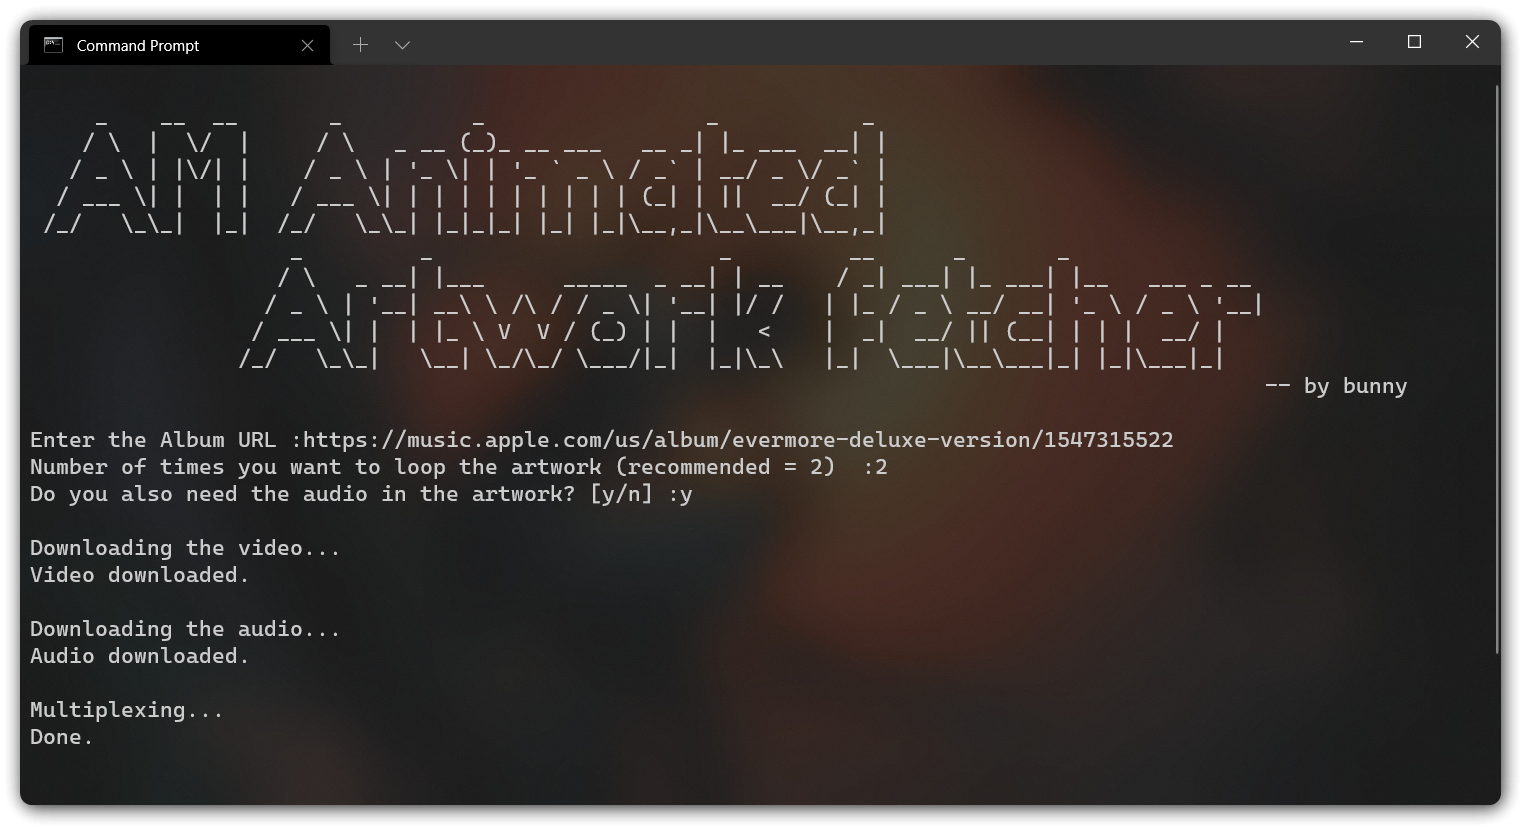 Command Prompt
AM Animated
Artwork fetcher
-- by bunny
Enter the Album URL :https://music.apple.com/us/album/evermore-deluxe-version/1547315522
Number of times you want to loop the artwork (recommended = 2)  :2
Do you also need the audio in the artwork? [y/n] :y
Downloading the video...
Video downloaded.
Downloading the audio...
Audio downloaded.
Multiplexing...
Done.